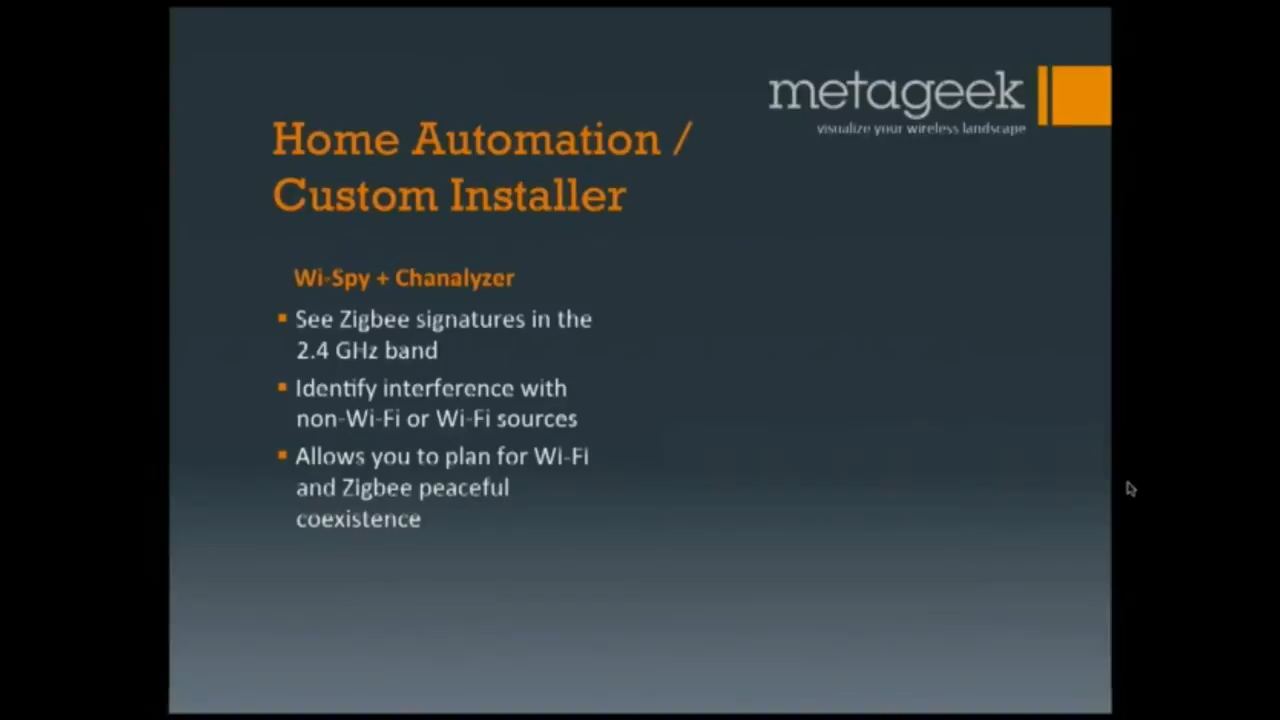 metageek
visualize your wireless landscape
Home Automation /
Custom Installer
Wi-Spy + Chanalyzer
See Zigbee signatures in the
2.4 GHz band
Identify interference with
non-Wi-Fi or Wi-Fi sources
Allows you to plan for Wi-Fi
and Zigbee peaceful
coexistence